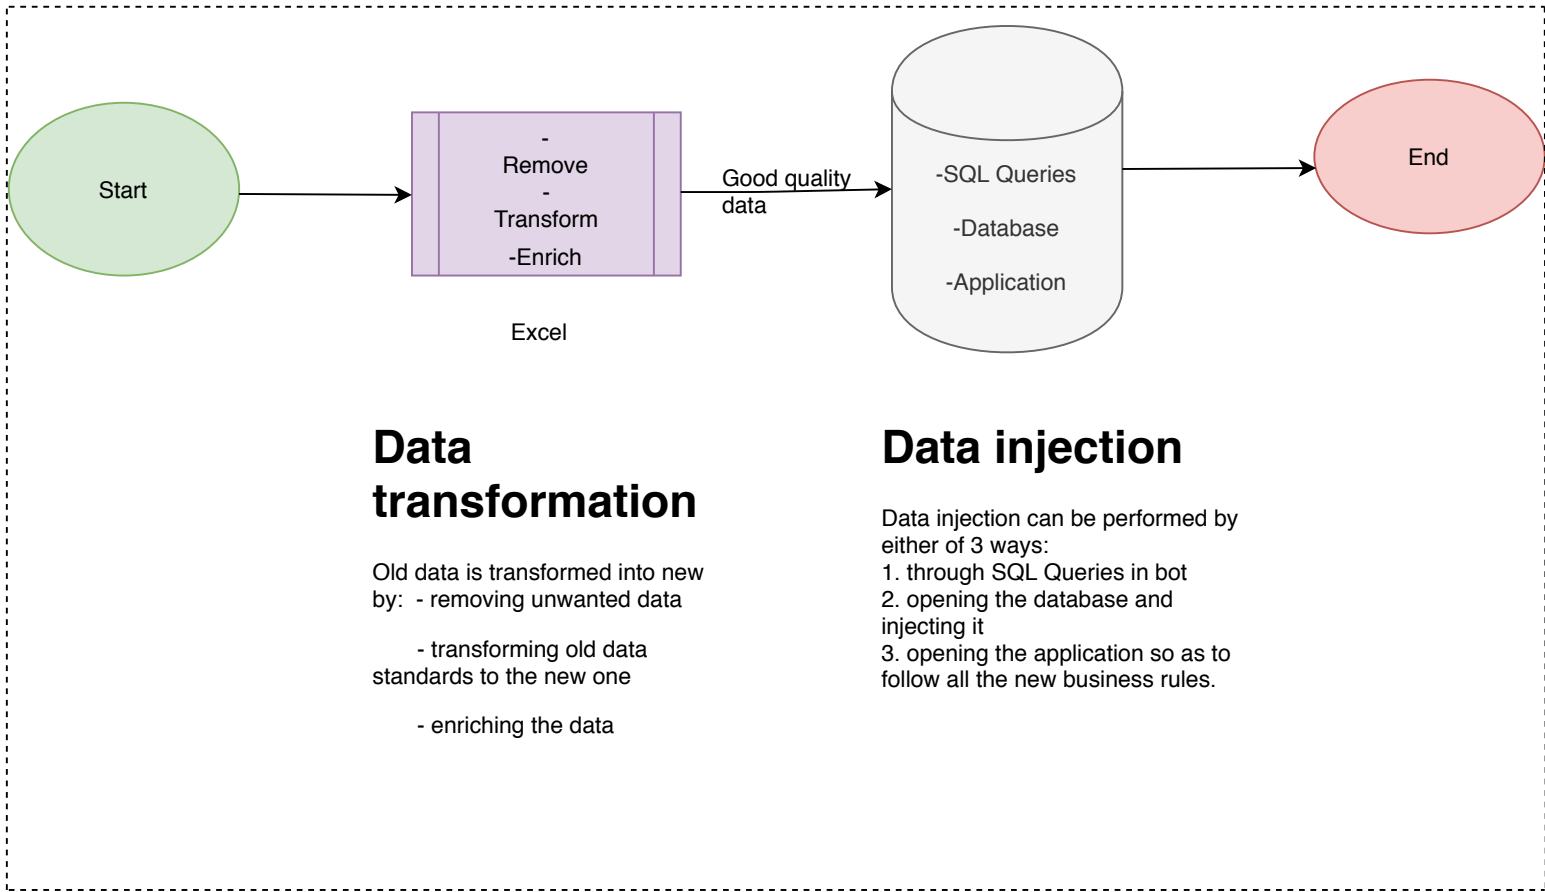 Start
-
Remove
-
Transform
-Enrich
Excel
Good quality
data
-SQL Queries
-Database
-Application
End
Data
transformation
Old data is transformed into new
by:  - removing unwanted data
- transforming old data
standards to the new one
- enriching the data
Data injection
Data injection can be performed by
either of 3 ways:
1. through SQL Queries in bot
2. opening the database and
injecting it
3. opening the application so as to
follow all the new business rules.